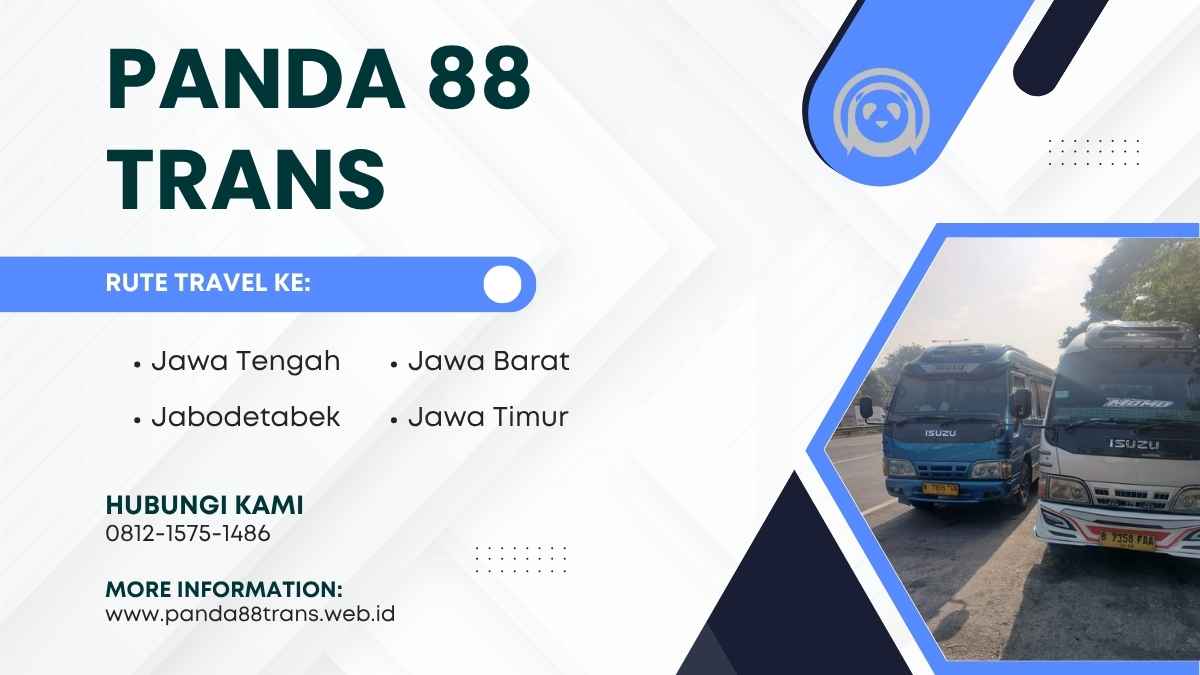 PANDA 88
TRANS
RUTE TRAVEL KE:
• Jawa Tengah
• Jawa Barat
• Jabodetabek
• Jawa Timur
HUBUNGI KAMI
0812-1575-1486
MORE INFORMATION:
www.panda88trans.web.id
ISUZU
MOMO
ISUZU
B 7358 FAA